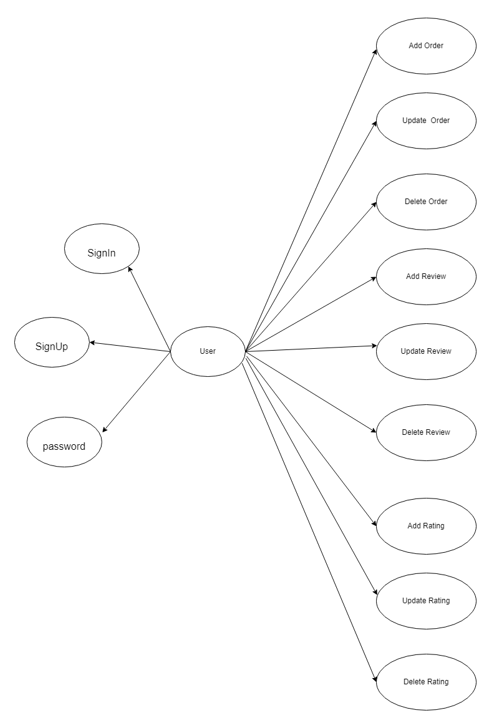 Add Order
Update Order
Delete Order
SignIn
Add Review
SignUp
User
Update Review
password
Delete Review
Add Rating
Update Rating
Delete Rating